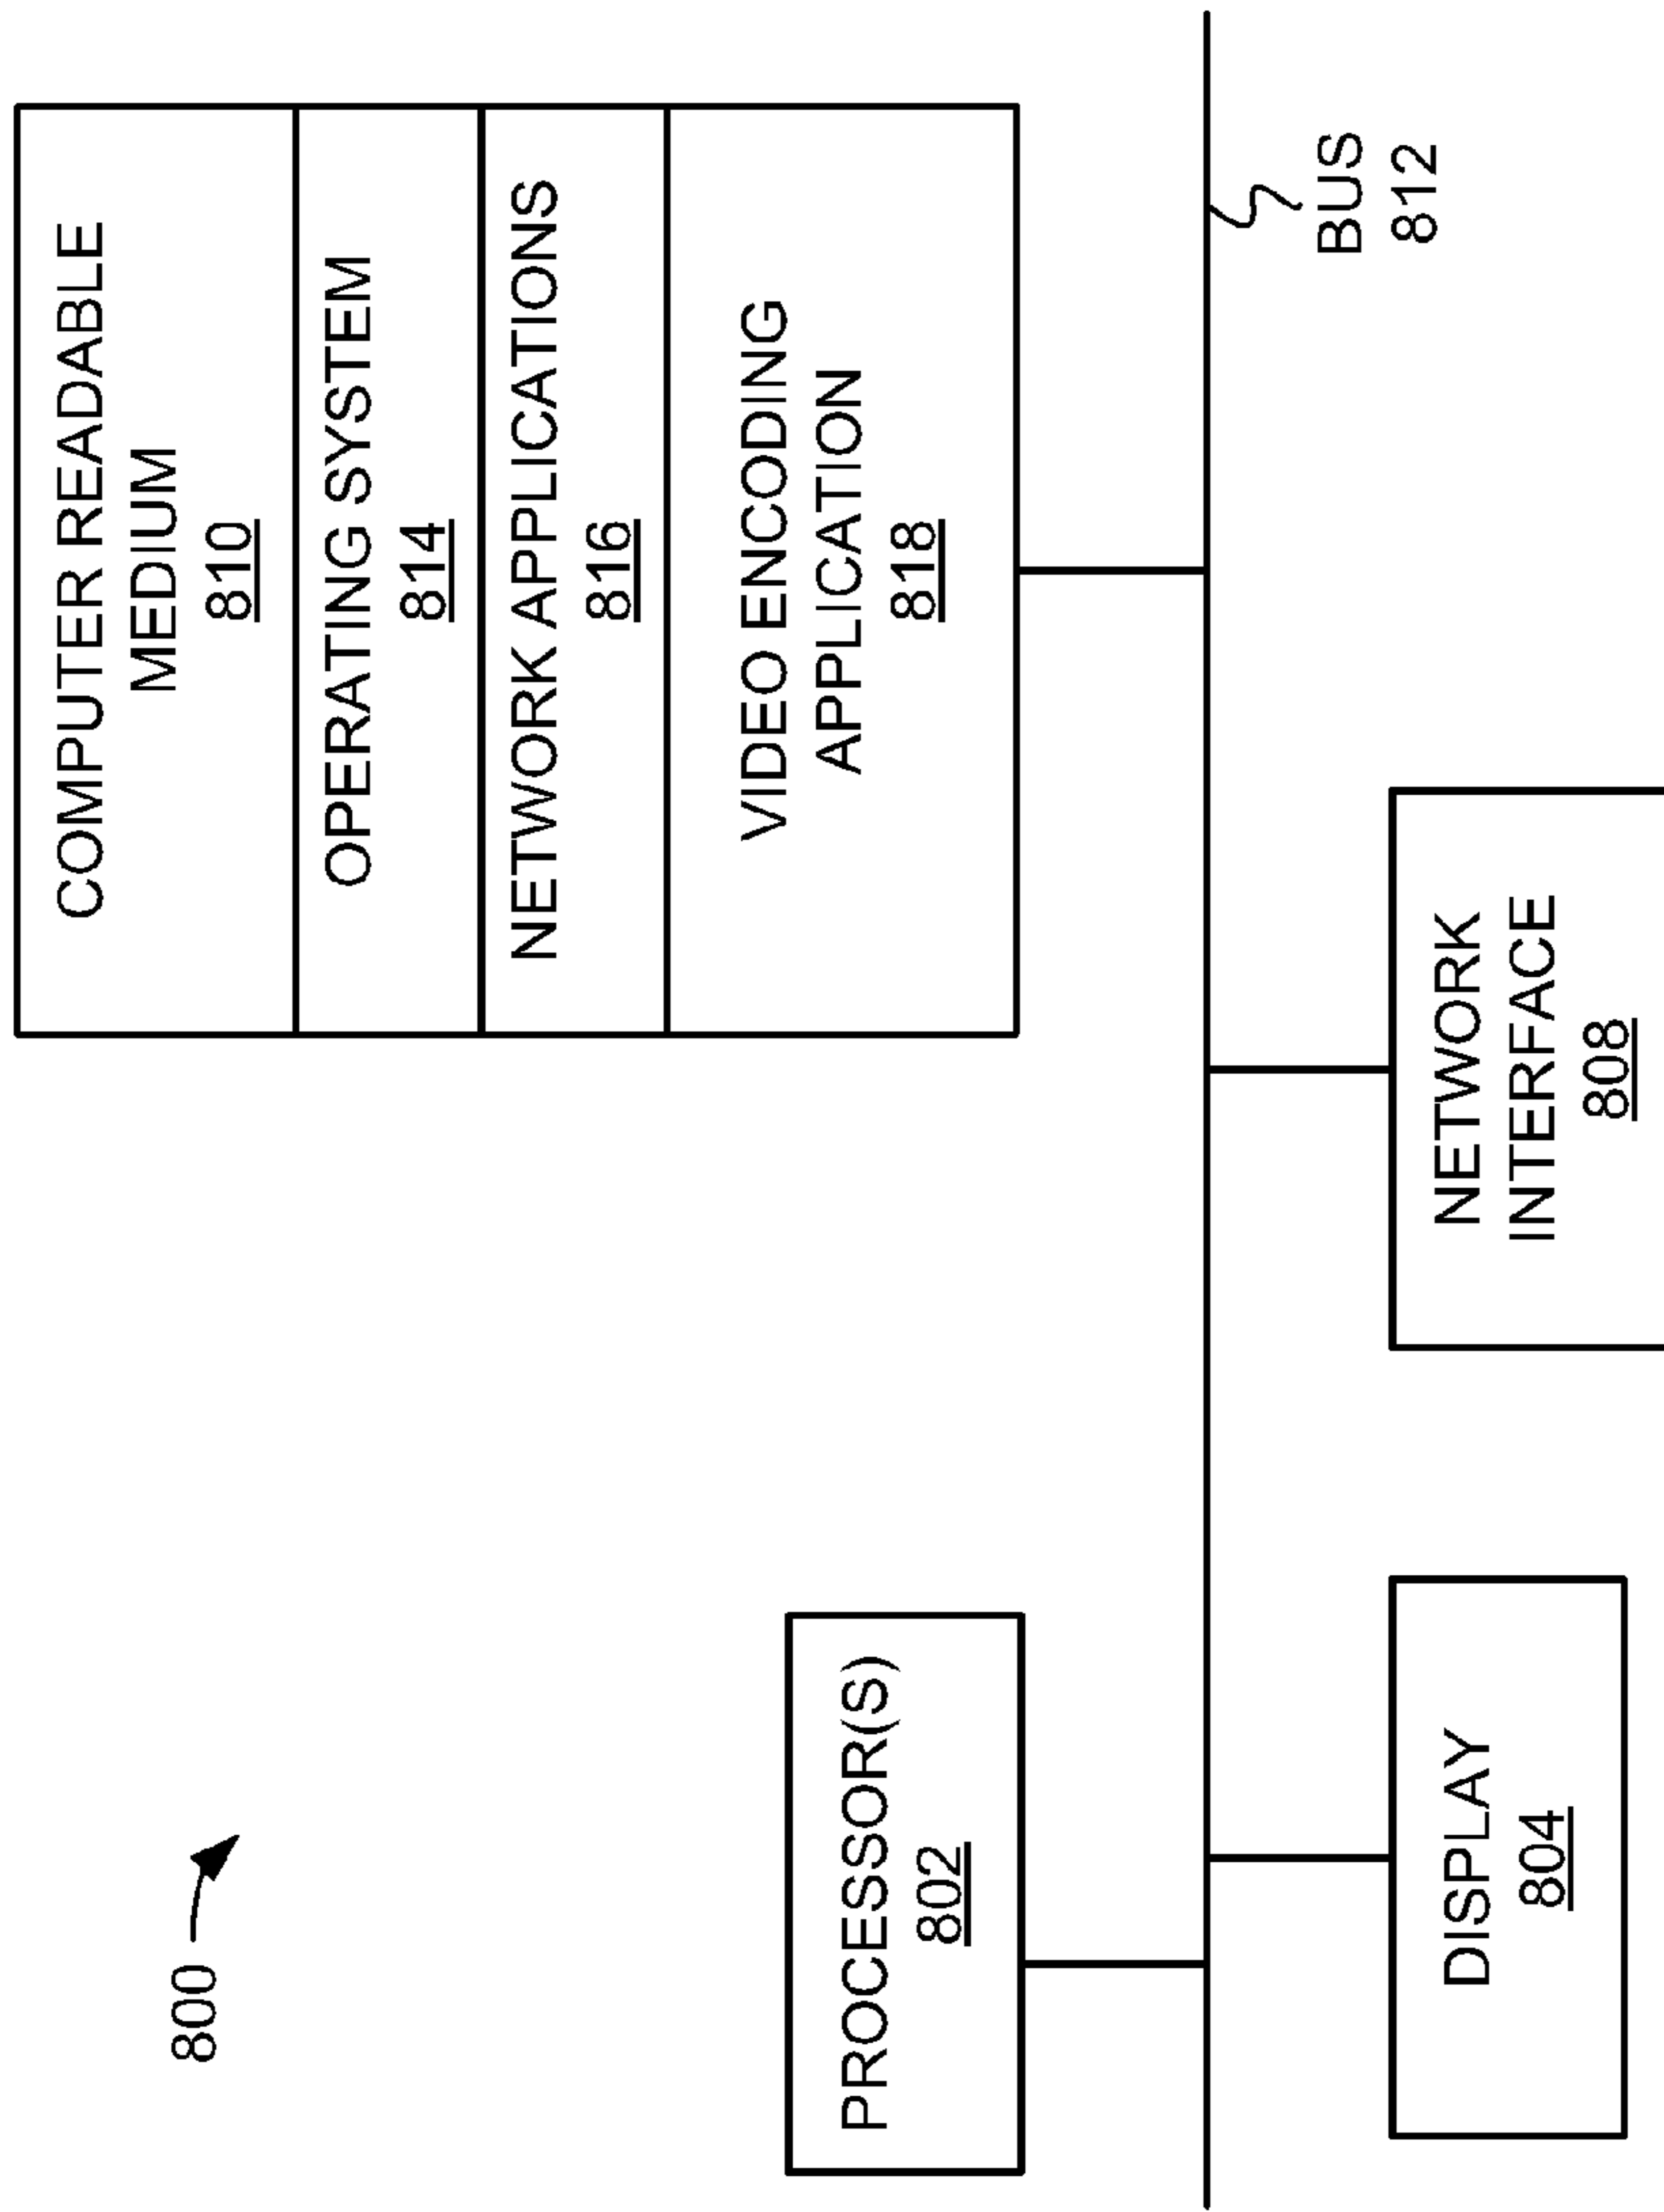 800
COMPUTER READABLE
MEDIUM
810
OPERATING SYSTEM
814
NETWORK APPLICATIONS
816
VIDEO ENCODING
APPLICATION
818
PROCESSOR(S)
802
BUS
812
DISPLAY
804
NETWORK
INTERFACE
808